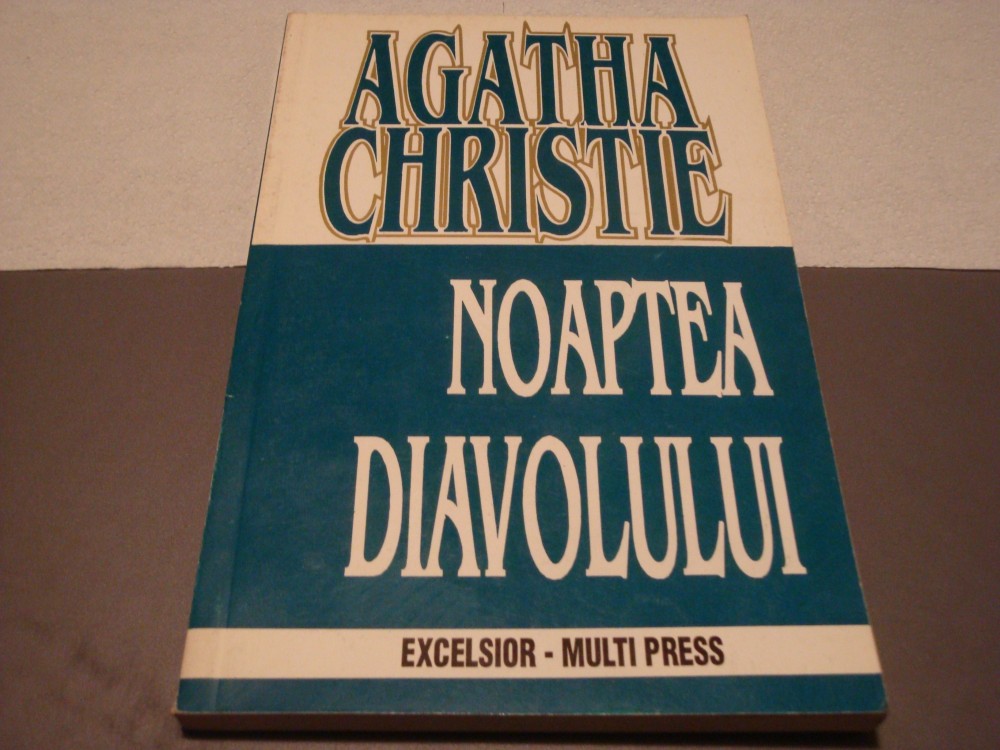 AGATHA
CHRISTIE
NOAPTEA
DIAVOLULUI
EXCELSIOR - MULTI PRESS